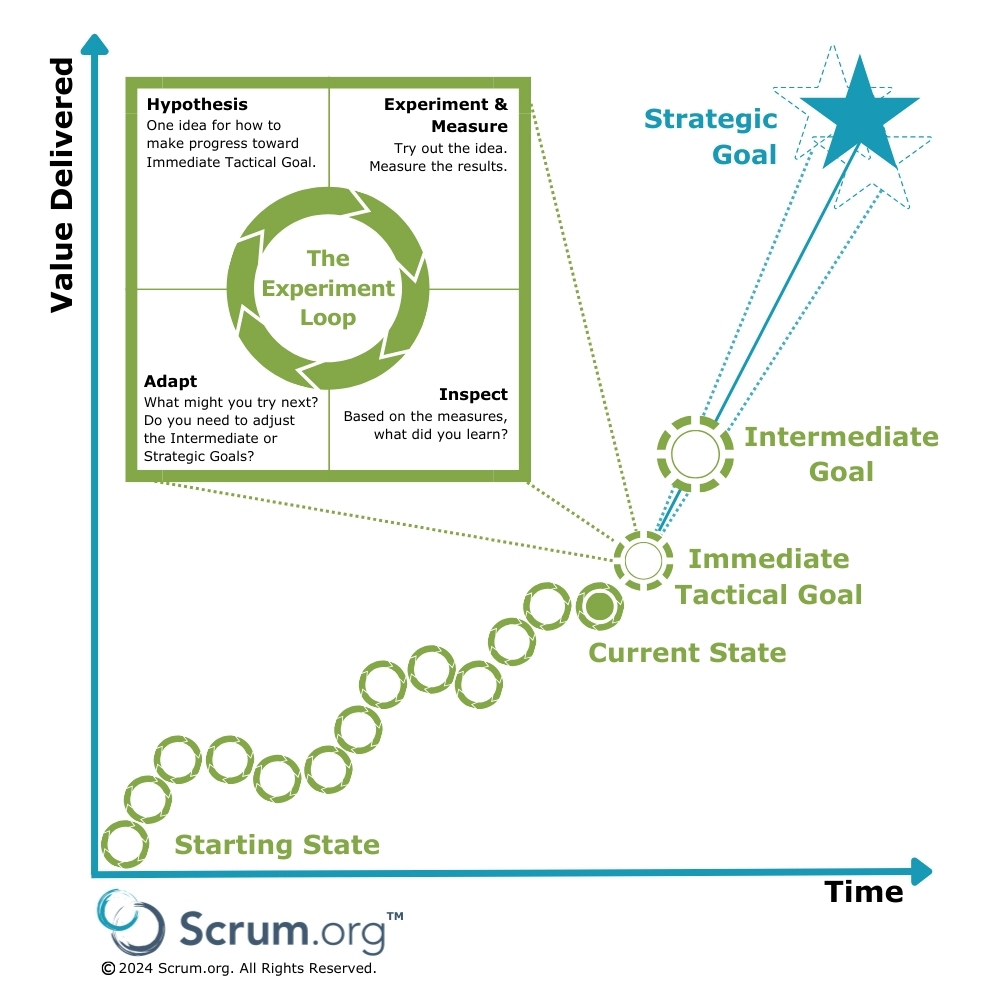 Value Delivered
Hypothesis
One idea for how to
make progress toward
Immediate Tactical Goal.
Experiment &
Measure
Try out the idea.
Measure the results.
The
Experiment
Loop
Adapt
What might you try next?
Do you need to adjust
the Intermediate or
Strategic Goals?
Inspect
Based on the measures,
what did you learn?
Strategic
Goal
Intermediate
Goal
Immediate
Tactical Goal
Current State
Starting State
Time
Scrum.org™
© 2024 Scrum.org. All Rights Reserved.